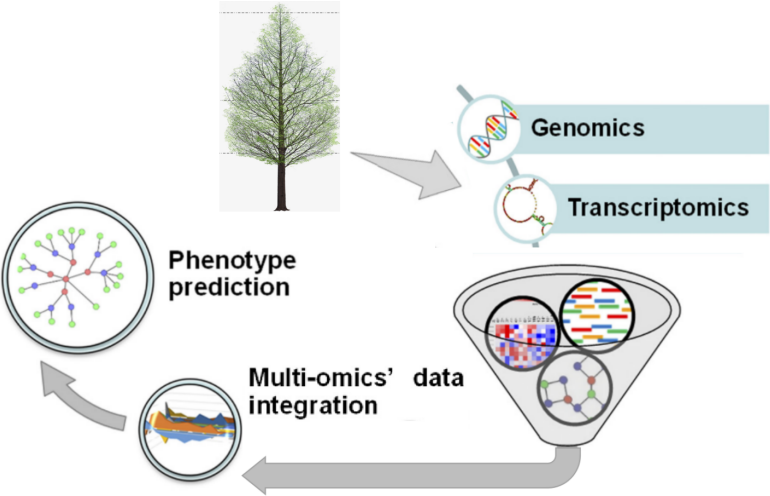 Genomics
Transcriptomics
Phenotype
prediction
Multi-omics’ data
integration